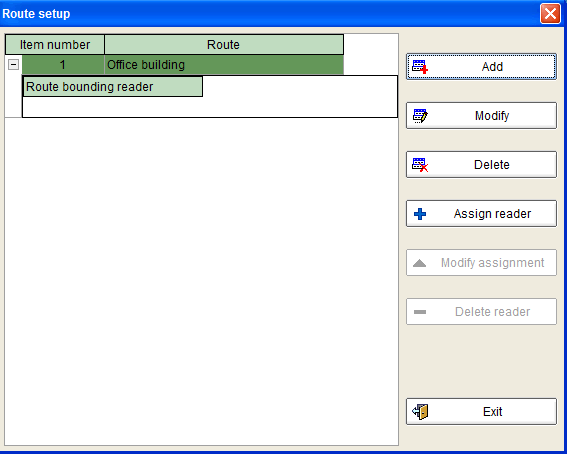 Route setup
Item number Route
1 Office building
Route bounding reader
Add
Modify
Delete
Assign reader
Modify assignment
Delete reader
Exit